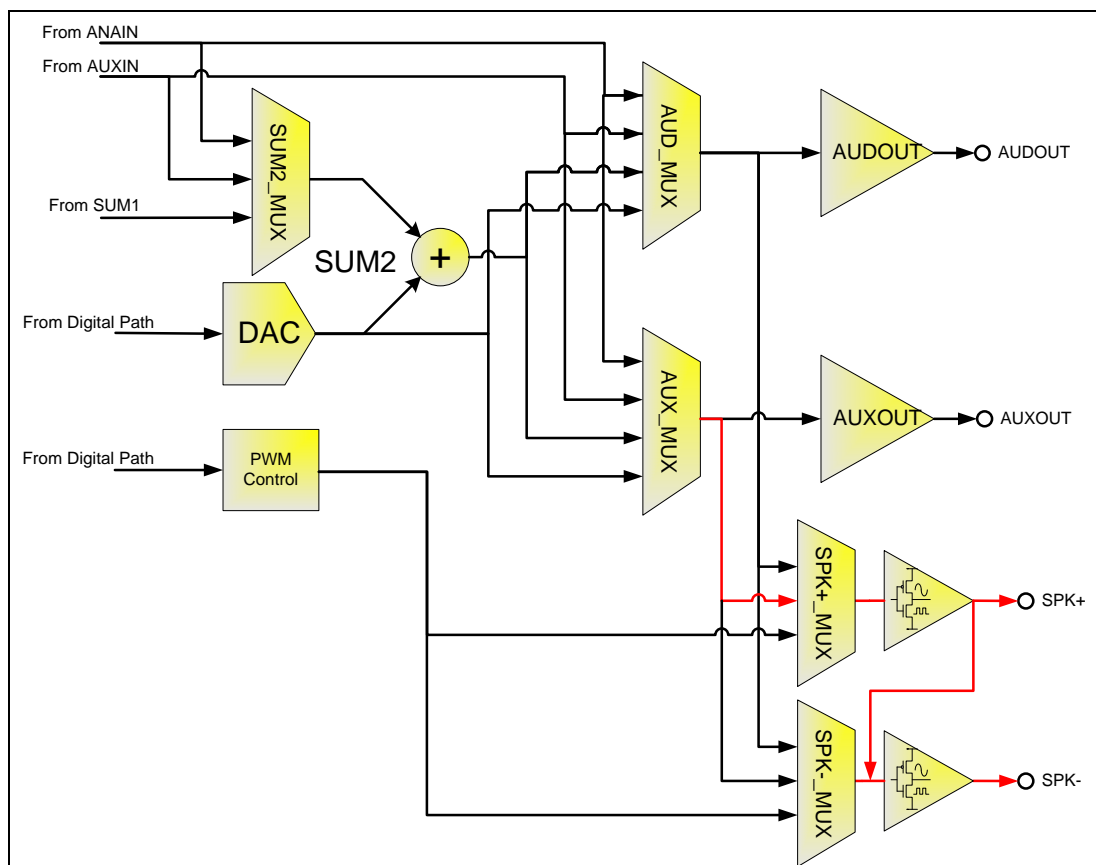 From ANAIN
From AUXIN
SUM2_MUX
From SUM1
SUM2
+
From Digital Path
DAC
AUD_MUX
AUDOUT
AUDOUT
AUX_MUX
AUXOUT
AUXOUT
From Digital Path
PWM
Control
SPK+_MUX
SPK+
SPK-_MUX
SPK-